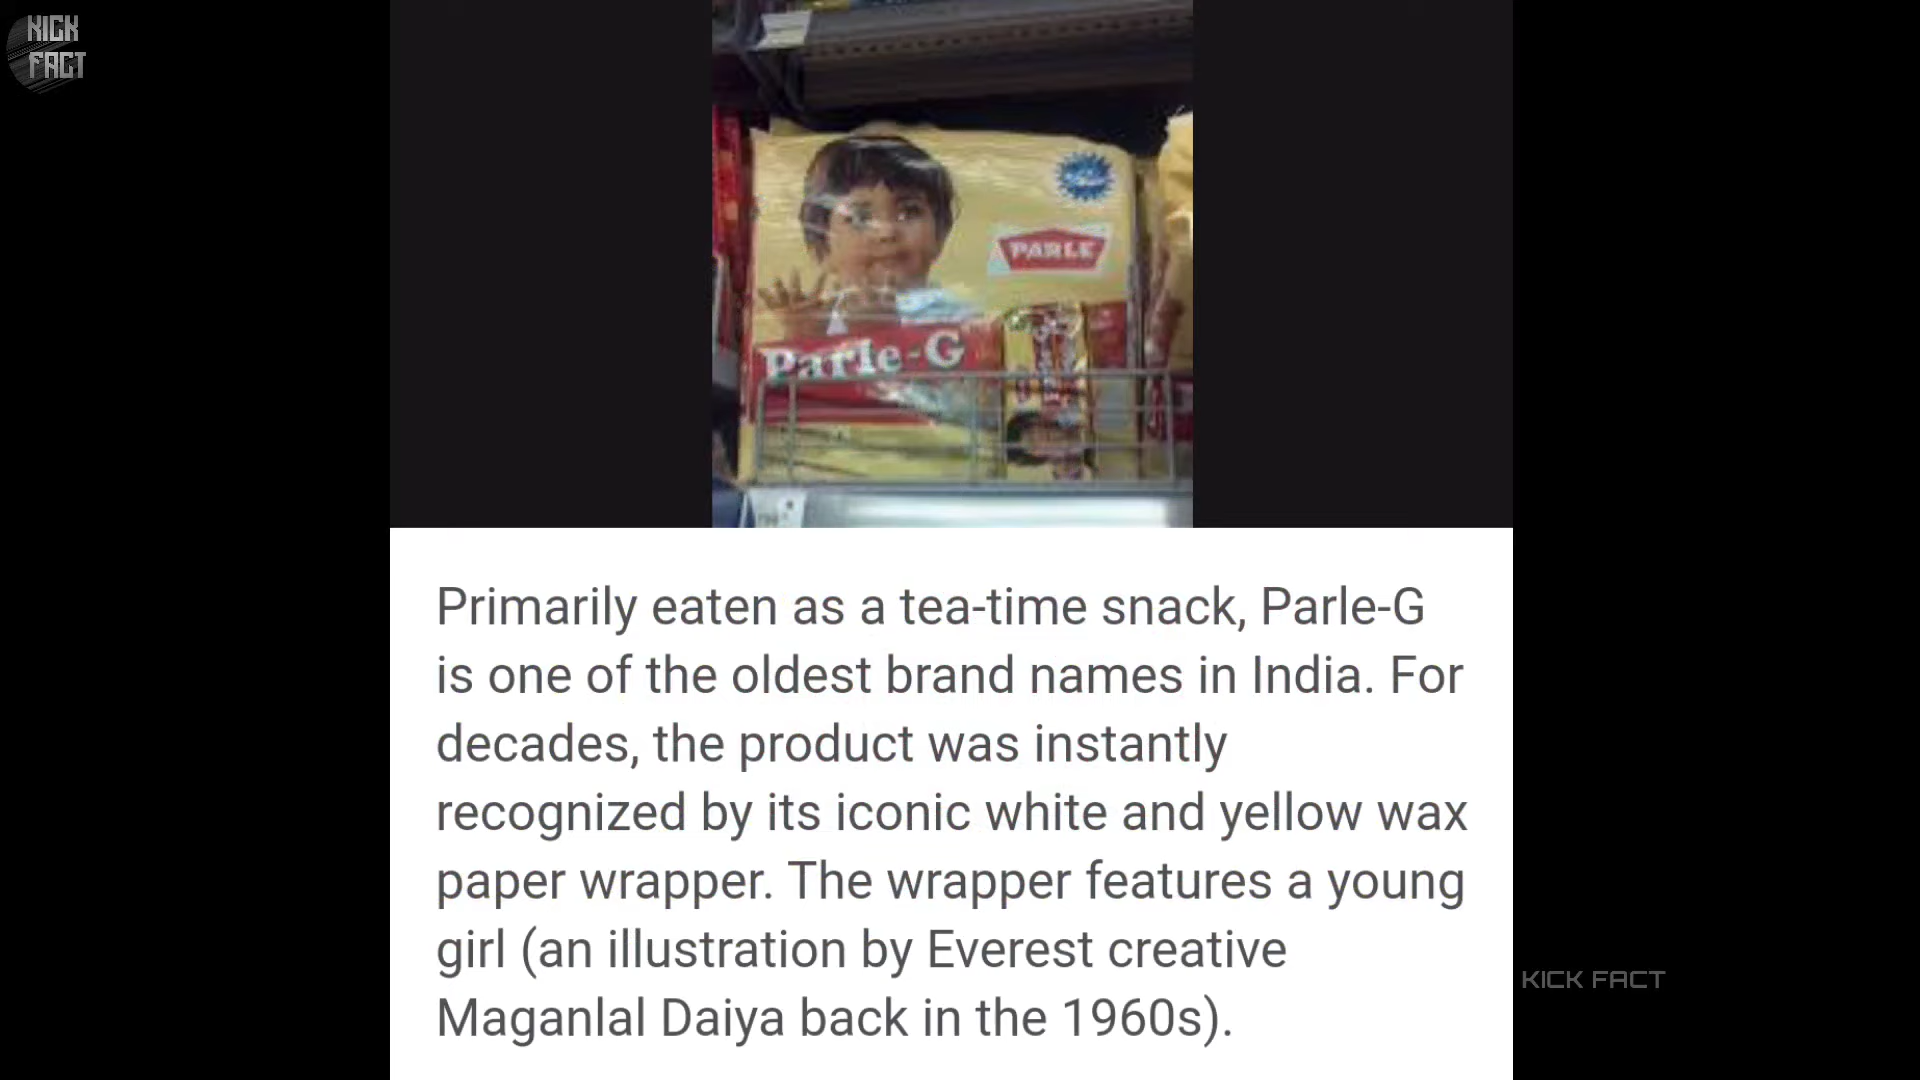 KICK
FACT
PARLE
Parle-G
Primarily eaten as a tea-time snack, Parle-G
is one of the oldest brand names in India. For
decades, the product was instantly
recognized by its iconic white and yellow wax
paper wrapper. The wrapper features a young
girl (an illustration by Everest creative
Maganlal Daiya back in the 1960s).
KICK FACT